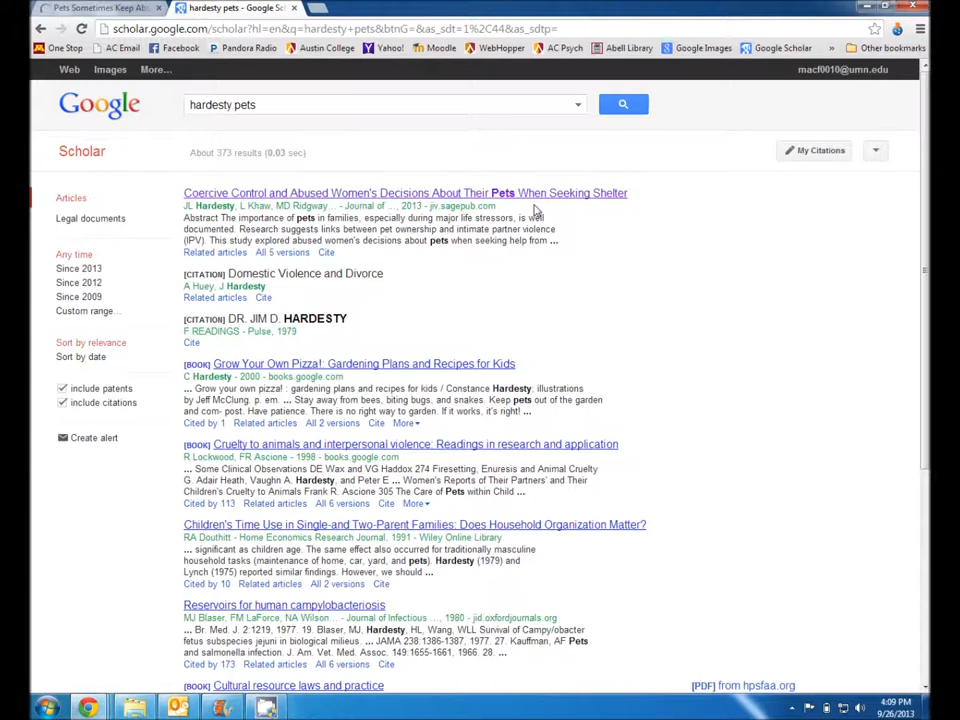 Pets Sometimes Keep Abu
hardesty pets - Google Sch
scholar.google.com/scholar?hl=en&q=hardesty+pets&btnG=&as_sdt=1%2C44&as_sdtp=
One Stop AC Email Facebook Pandora Radio Austin College Yahoo! Moodle WebHopper AC Psych Abell Library Google Images Google Scholar » Other bookmarks
Web Images More... macf0010@umn.edu
Google hardesty pets
Scholar About 373 results (0.03 sec) My Citations
Articles
Legal documents
Any time
Since 2013
Since 2012
Since 2009
Custom range...
Sort by relevance
Sort by date
include patents
include citations
Create alert
Coercive Control and Abused Women's Decisions About Their Pets When Seeking Shelter
JL Hardesty, L Khaw, MD Ridgway... - Journal of ..., 2013 - jiv.sagepub.com
Abstract The importance of pets in families, especially during major life stressors, is well
documented. Research suggests links between pet ownership and intimate partner violence
(IPV). This study explored abused women's decisions about pets when seeking help from ...
Related articles All 5 versions Cite
[CITATION] Domestic Violence and Divorce
A Huey, J Hardesty
Related articles Cite
[CITATION] DR. JIM D. HARDESTY
F READINGS - Pulse, 1979
Cite
[BOOK] Grow Your Own Pizza!: Gardening Plans and Recipes for Kids
C Hardesty - 2000 - books.google.com
... Grow your own pizza! : gardening plans and recipes for kids / Constance Hardesty, illustrations
by Jeff McClung. p. em. ... Stay away from bees, biting bugs, and snakes. Keep pets out of the garden
and com- post. Have patience. There is no right way to garden. If it works, it's right! ...
Cited by 1 Related articles All 2 versions Cite More
[BOOK] Cruelty to animals and interpersonal violence: Readings in research and application
R Lockwood, FR Ascione - 1998 - books.google.com
... Some Clinical Observations DE Wax and VG Haddox 274 Firesetting, Enuresis and Animal Cruelty
G. Adair Heath, Vaughn A. Hardesty, and Peter E ... Women's Reports of Their Partners' and Their
Children's Cruelty to Animals Frank R. Ascione 305 The Care of Pets within Child ...
Cited by 113 Related articles All 6 versions Cite More
Children's Time Use in Single-and Two-Parent Families: Does Household Organization Matter?
RA Douthitt - Home Economics Research Journal, 1991 - Wiley Online Library
... significant as children age. The same effect also occurred for traditionally masculine
household tasks (maintenance of home, car, yard, and pets). Hardesty (1979) and
Lynch (1975) reported similar findings. However, we should ...
Cited by 10 Related articles All 2 versions Cite
Reservoirs for human campylobacteriosis
MJ Blaser, FM LaForce, NA Wilson... - Journal of Infectious ..., 1980 - jid.oxfordjournals.org
... Br. Med. J. 2:1219, 1977. 19. Blaser, MJ, Hardesty, HL, Wang, WLL Survival of Campy/obacter
fetus subspecies jejuni in biological milieus. ... JAMA 238:1386-1387, 1977. 27. Kauffman, AF Pets
and salmonella infection. J. Am. Vet. Med. Assoc. 149:1655-1661, 1966. 28. ...
Cited by 173 Related articles All 6 versions Cite
[BOOK] Cultural resource laws and practice [PDF] from hpsfaa.org
4:09 PM
9/26/2013